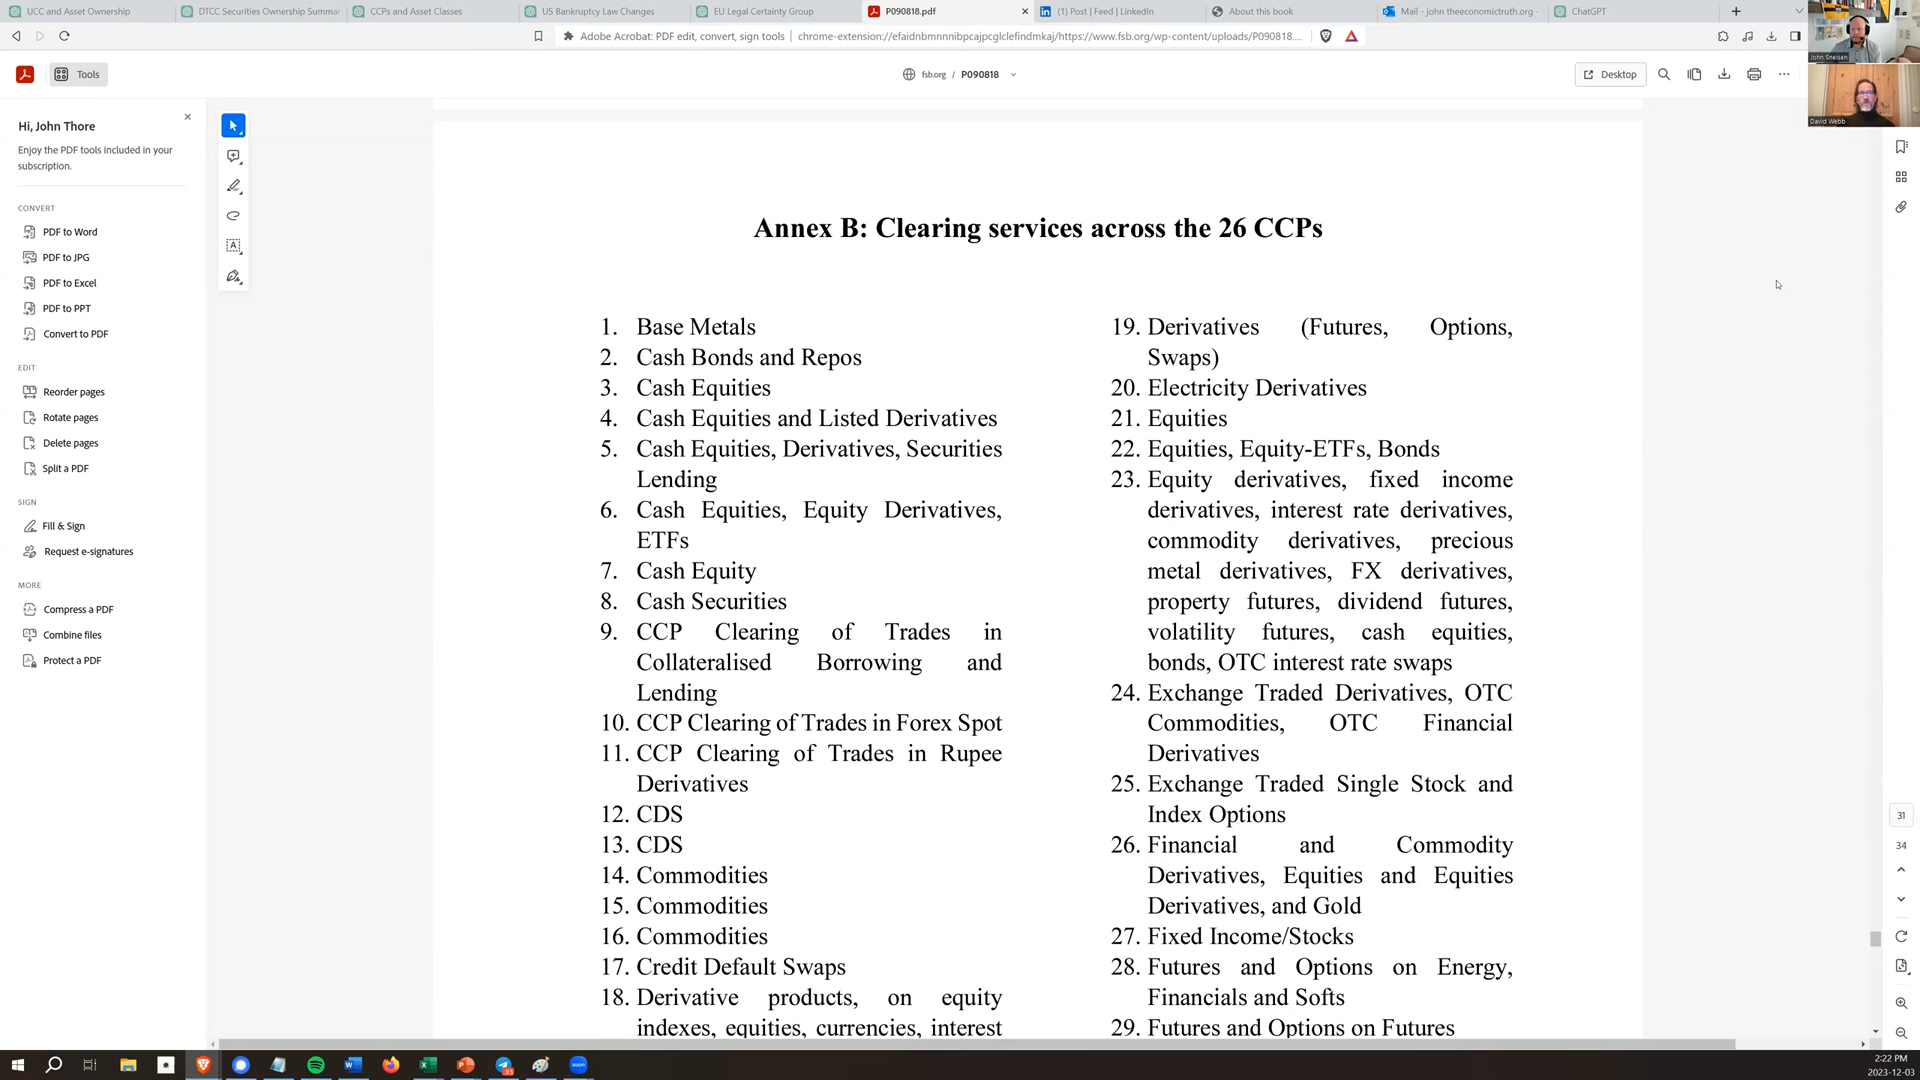 UCC and Asset Ownership
DTCC Securities Ownership Summar
CCPs and Asset Classes
US Bankruptcy Law Changes
EU Legal Certainty Group
P090818.pdf
(1) Post | Feed | LinkedIn
About this book
Mail - john theeconomictruth.org -
ChatGPT
Adobe Acrobat: PDF edit, convert, sign tools
chrome-extension://efaidnbmnnnibpcajpcglclefindmkaj/https://www.fsb.org/wp-content/uploads/P090818....
John Sneisen
David Webb
Tools
fsb.org / P090818
Desktop
Hi, John Thore
Enjoy the PDF tools included in your
subscription.
CONVERT
PDF to Word
PDF to JPG
PDF to Excel
PDF to PPT
Convert to PDF
EDIT
Reorder pages
Rotate pages
Delete pages
Split a PDF
SIGN
Fill & Sign
Request e-signatures
MORE
Compress a PDF
Combine files
Protect a PDF
Annex B: Clearing services across the 26 CCPs
1. Base Metals
2. Cash Bonds and Repos
3. Cash Equities
4. Cash Equities and Listed Derivatives
5. Cash Equities, Derivatives, Securities
Lending
6. Cash Equities, Equity Derivatives,
ETFs
7. Cash Equity
8. Cash Securities
9. CCP Clearing of Trades in
Collateralised Borrowing and
Lending
10. CCP Clearing of Trades in Forex Spot
11. CCP Clearing of Trades in Rupee
Derivatives
12. CDS
13. CDS
14. Commodities
15. Commodities
16. Commodities
17. Credit Default Swaps
18. Derivative products, on equity
indexes, equities, currencies, interest
19. Derivatives (Futures, Options,
Swaps)
20. Electricity Derivatives
21. Equities
22. Equities, Equity-ETFs, Bonds
23. Equity derivatives, fixed income
derivatives, interest rate derivatives,
commodity derivatives, precious
metal derivatives, FX derivatives,
property futures, dividend futures,
volatility futures, cash equities,
bonds, OTC interest rate swaps
24. Exchange Traded Derivatives, OTC
Commodities, OTC Financial
Derivatives
25. Exchange Traded Single Stock and
Index Options
26. Financial and Commodity
Derivatives, Equities and Equities
Derivatives, and Gold
27. Fixed Income/Stocks
28. Futures and Options on Energy,
Financials and Softs
29. Futures and Options on Futures
31
34
2:22 PM
2023-12-03